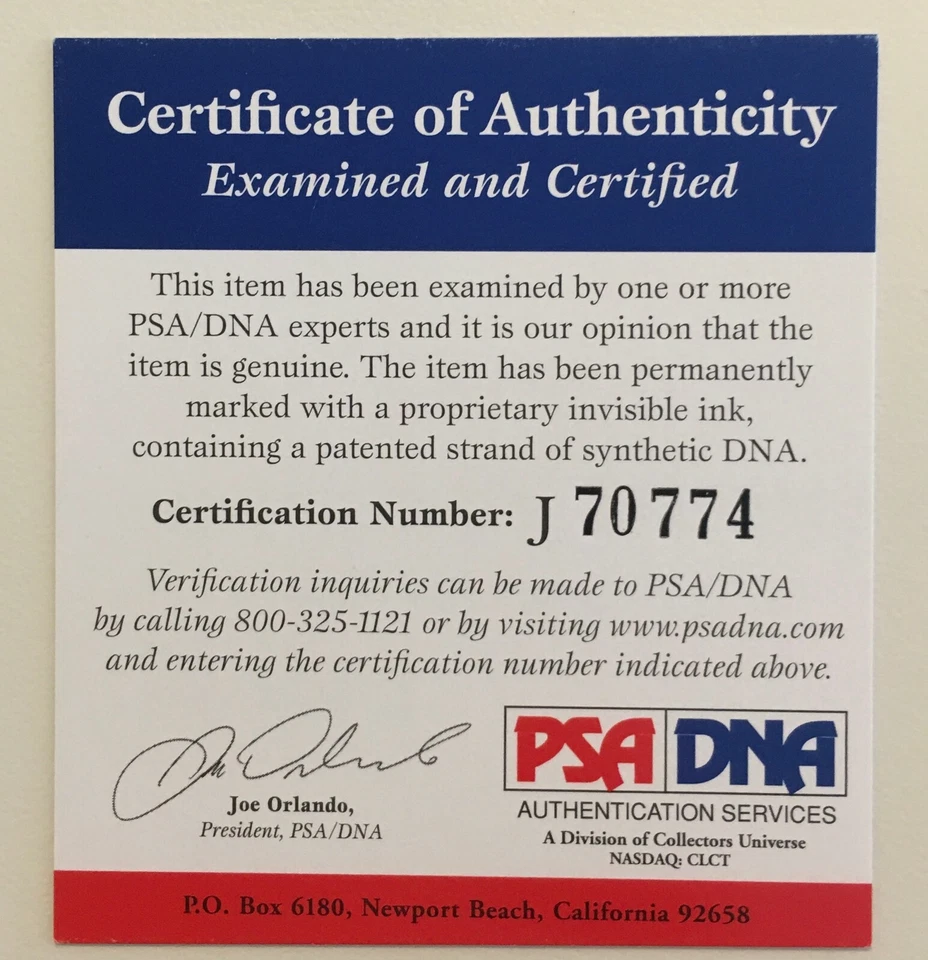 Certificate of Authenticity
Examined and Certified
This item has been examined by one or more
PSA/DNA experts and it is our opinion that the
item is genuine. The item has been permanently
marked with a proprietary invisible ink,
containing a patented strand of synthetic DNA.
Certification Number: J 70774
Verification inquiries can be made to PSA/DNA
by calling 800-325-1121 or by visiting www.psadna.com
and entering the certification number indicated above.
Joe Orlando
Joe Orlando,
President, PSA/DNA
PSA DNA
AUTHENTICATION SERVICES
A Division of Collectors Universe
NASDAQ: CLCT
P.O. Box 6180, Newport Beach, California 92658